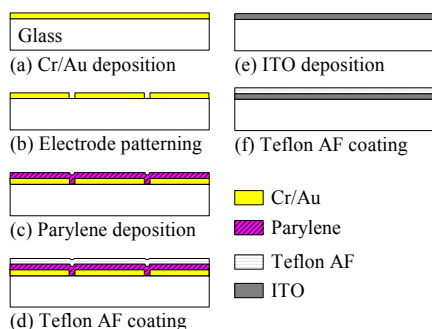 Glass
(a) Cr/Au deposition
(b) Electrode patterning
(c) Parylene deposition
(d) Teflon AF coating
(e) ITO deposition
(f) Teflon AF coating
Cr/Au
Parylene
Teflon AF
ITO